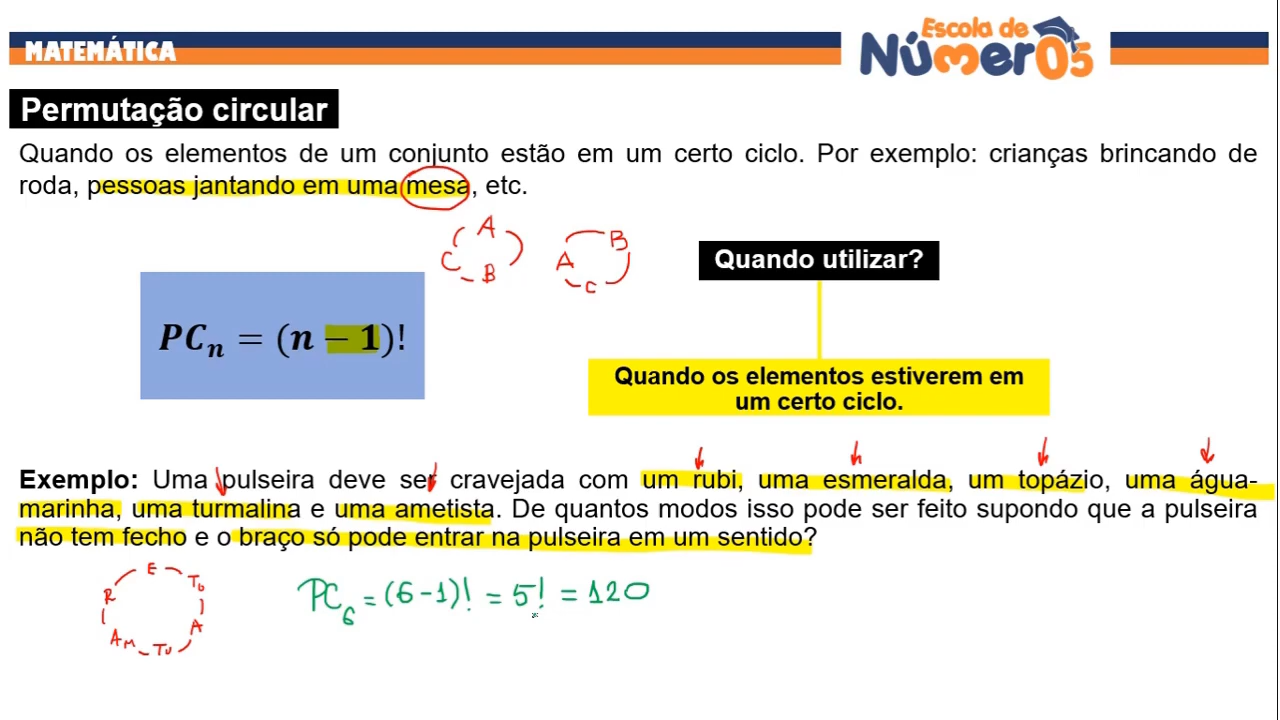 MATEMÁTICA
Escola de
Número5
Permutação circular
Quando os elementos de um conjunto estão em um certo ciclo. Por exemplo: crianças brincando de
roda, pessoas jantando em uma mesa, etc.
A
C
B
B
A
C
Quando utilizar?
PCn = (n − 1)!
Quando os elementos estiverem em
um certo ciclo.
Exemplo: Uma pulseira deve ser cravejada com um rubi, uma esmeralda, um topázio, uma água-
marinha, uma turmalina e uma ametista. De quantos modos isso pode ser feito supondo que a pulseira
não tem fecho e o braço só pode entrar na pulseira em um sentido?
E
R
A
AM
TU
PC6 = (6-1)! = 5! = 120